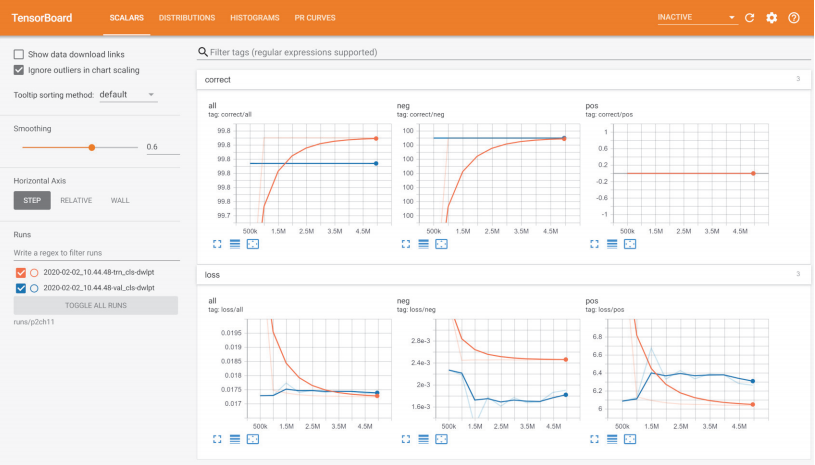 TensorBoard SCALARS DISTRIBUTIONS HISTOGRAMS PR CURVES INACTIVE
Show data download links
Ignore outliers in chart scaling
Tooltip sorting method: default
Smoothing
0.6
Horizontal Axis
STEP RELATIVE WALL
Runs
Write a regex to filter runs
2020-02-02_10.44.48-trn_cls-dwlpt
2020-02-02_10.44.48-val_cls-dwlpt
TOGGLE ALL RUNS
runs/p2ch11
Filter tags (regular expressions supported)
correct 3
all
tag: correct/all
99.8
99.8
99.8
99.8
99.8
99.8
99.7
500k 1.5M 2.5M 3.5M 4.5M
neg
tag: correct/neg
100
100
100
100
100
100
100
500k 1.5M 2.5M 3.5M 4.5M
pos
tag: correct/pos
1
0.6
0.2
-0.2
-0.6
-1
500k 1.5M 2.5M 3.5M 4.5M
loss 3
all
tag: loss/all
0.0195
0.019
0.0185
0.018
0.0175
0.017
500k 1.5M 2.5M 3.5M 4.5M
neg
tag: loss/neg
2.8e-3
2.4e-3
2e-3
1.6e-3
500k 1.5M 2.5M 3.5M 4.5M
pos
tag: loss/pos
6.8
6.6
6.4
6.2
6
500k 1.5M 2.5M 3.5M 4.5M